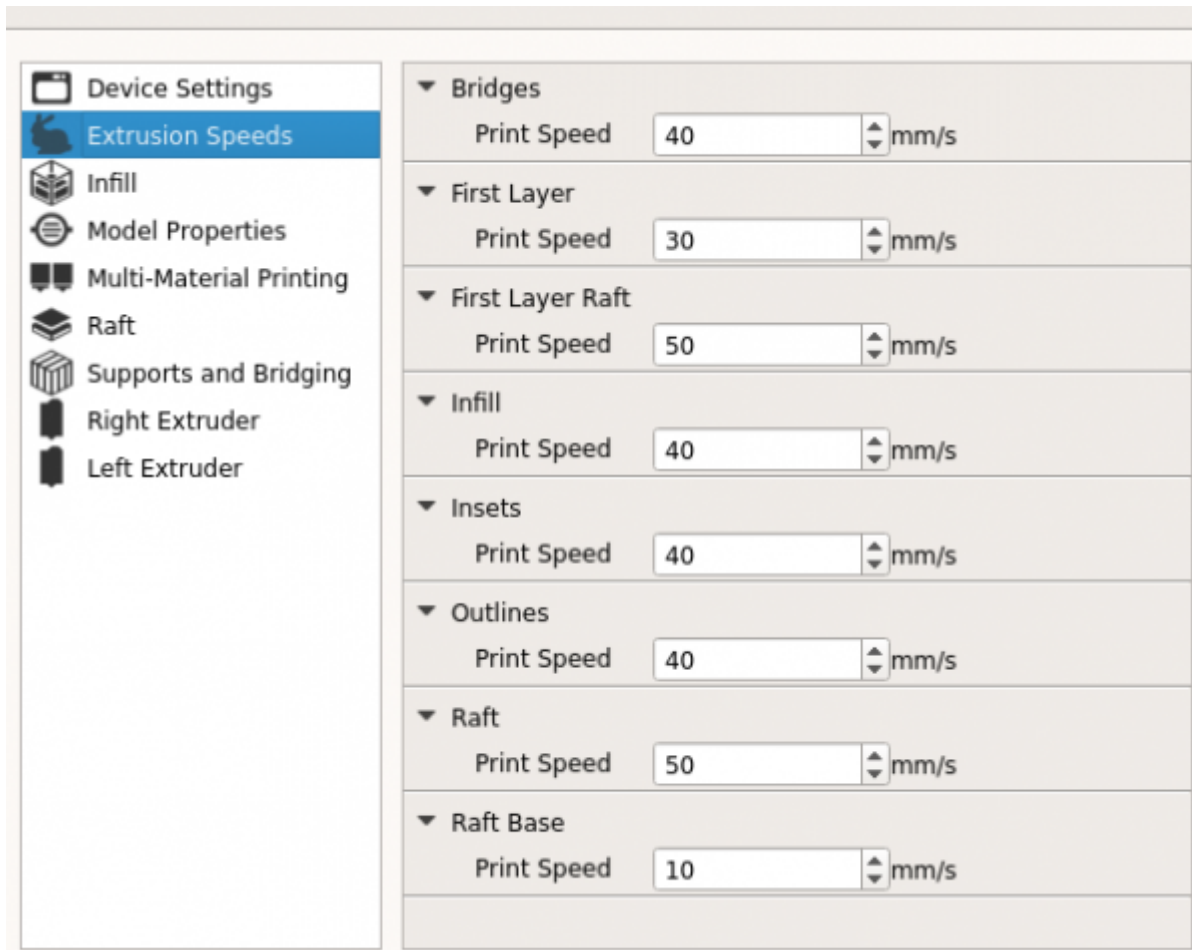 Device Settings
Extrusion Speeds
Infill
Model Properties
Multi-Material Printing
Raft
Supports and Bridging
Right Extruder
Left Extruder
Bridges
Print Speed 40 mm/s
First Layer
Print Speed 30 mm/s
First Layer Raft
Print Speed 50 mm/s
Infill
Print Speed 40 mm/s
Insets
Print Speed 40 mm/s
Outlines
Print Speed 40 mm/s
Raft
Print Speed 50 mm/s
Raft Base
Print Speed 10 mm/s